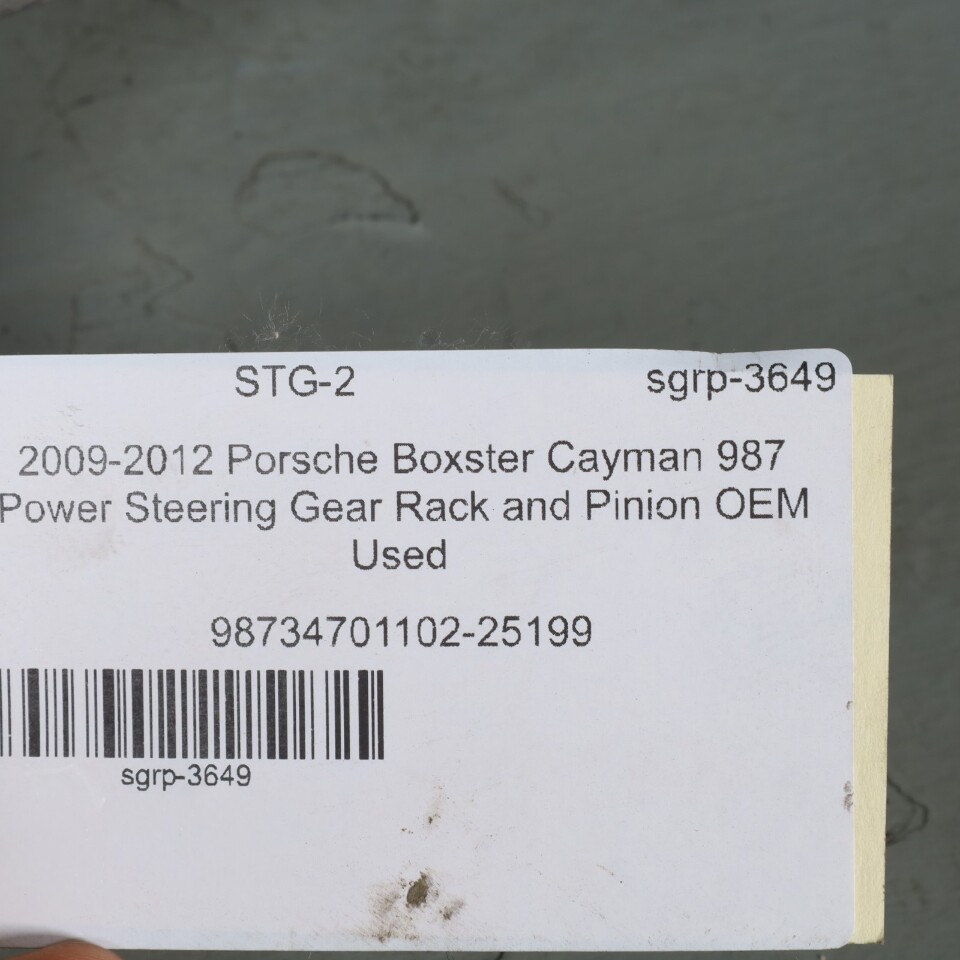 STG-2 sgrp-3649
2009-2012 Porsche Boxster Cayman 987
Power Steering Gear Rack and Pinion OEM
Used
98734701102-25199
sgrp-3649